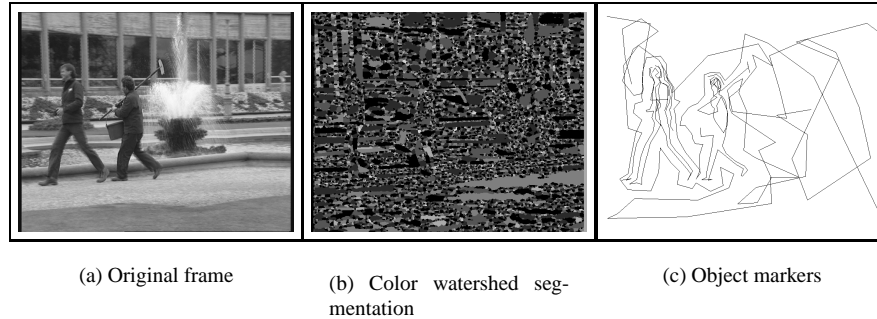 (a) Original frame
(b) Color watershed seg-
mentation
(c) Object markers